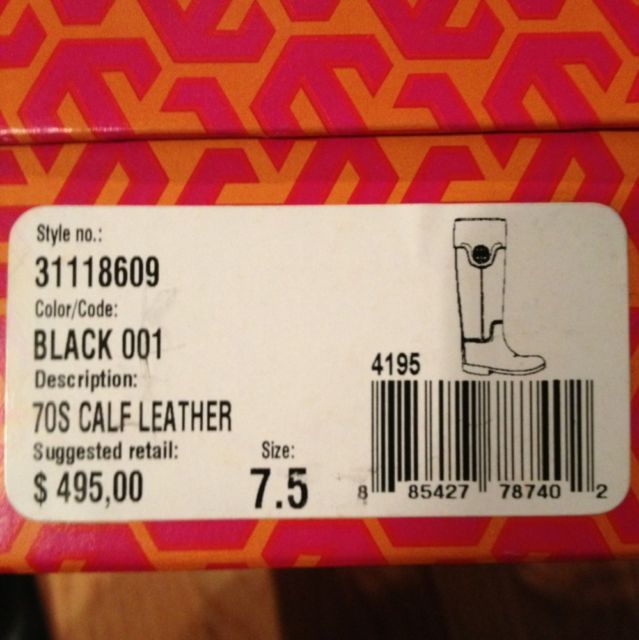 Style no.:
31118609
Color/Code:
BLACK 001
Description:
70S CALF LEATHER
Suggested retail:
$ 495,00
Size:
7.5
4195
8 85427 78740 2